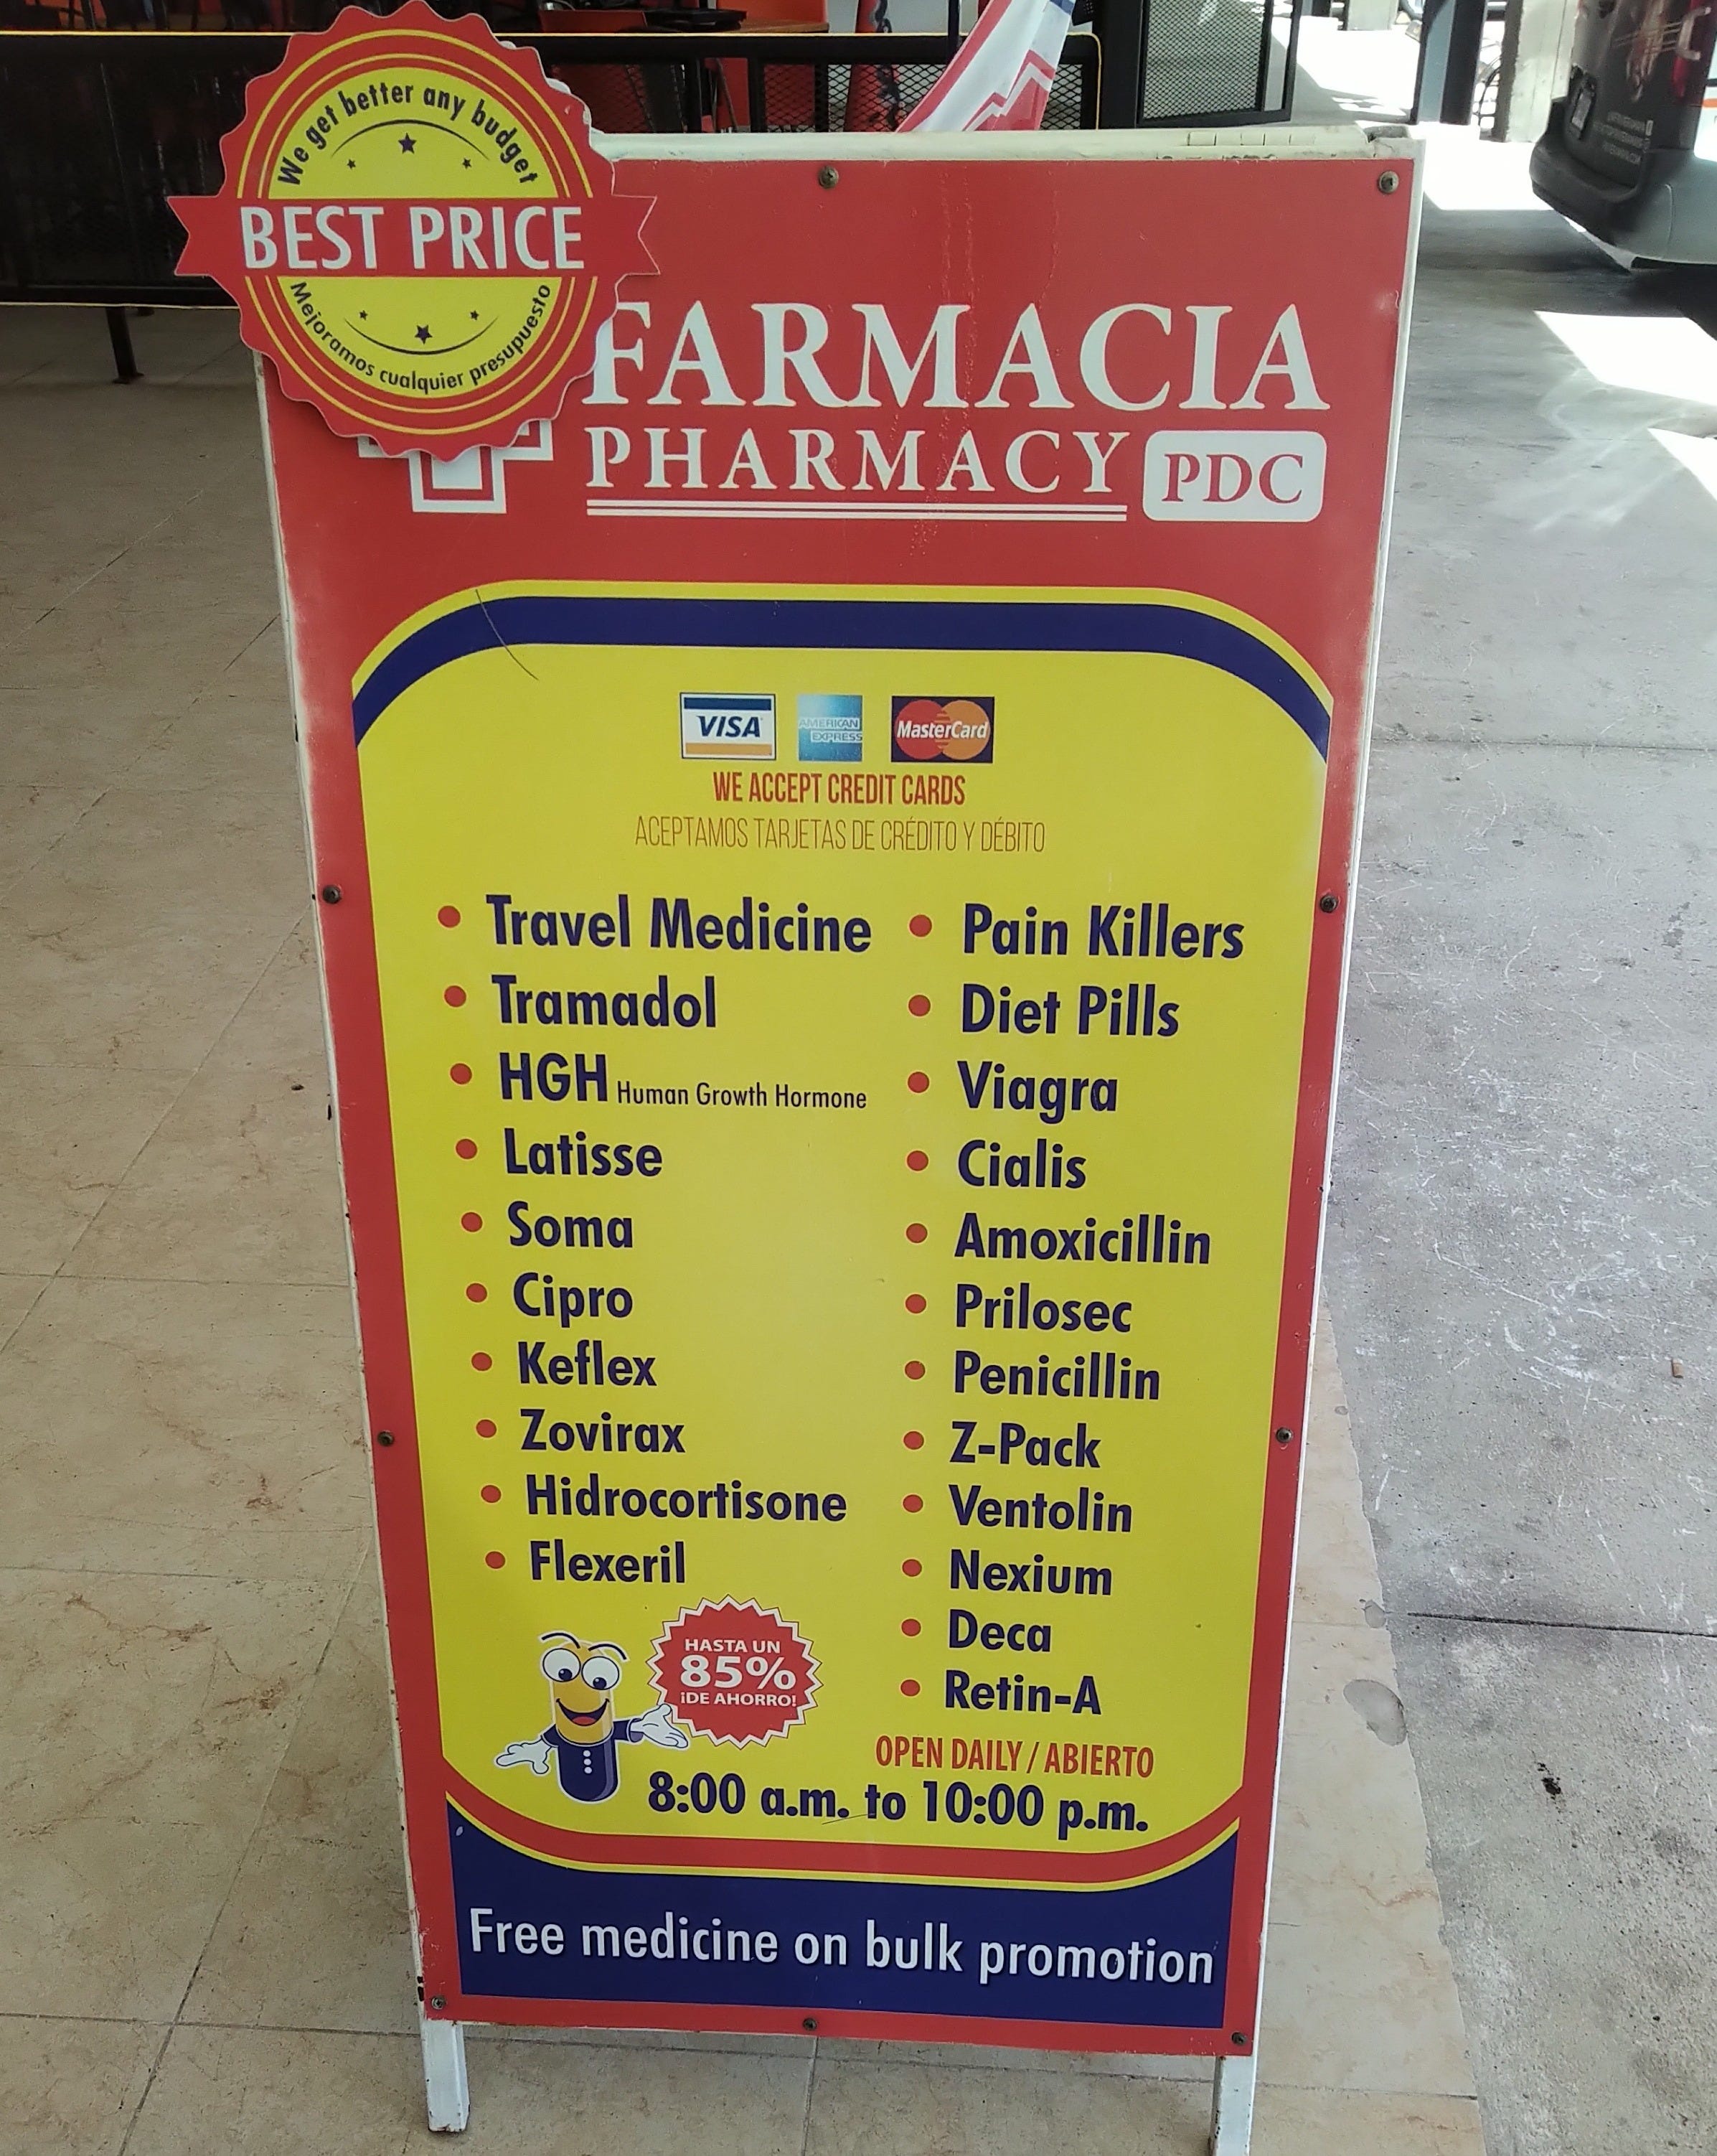 We get better any budget
BEST PRICE
Mejoramos cualquier presupuesto
FARMACIA
PHARMACY PDC
VISA
AMERICAN
EXPRESS
MasterCard
WE ACCEPT CREDIT CARDS
ACEPTAMOS TARJETAS DE CRÉDITO Y DÉBITO
• Travel Medicine
• Tramadol
• HGH Human Growth Hormone
• Latisse
• Soma
• Cipro
• Keflex
• Zovirax
• Hidrocortisone
• Flexeril
• Pain Killers
• Diet Pills
• Viagra
• Cialis
• Amoxicillin
• Prilosec
• Penicillin
• Z-Pack
• Ventolin
• Nexium
• Deca
• Retin-A
HASTA UN
85%
¡DE AHORRO!
OPEN DAILY / ABIERTO
8:00 a.m. to 10:00 p.m.
Free medicine on bulk promotion